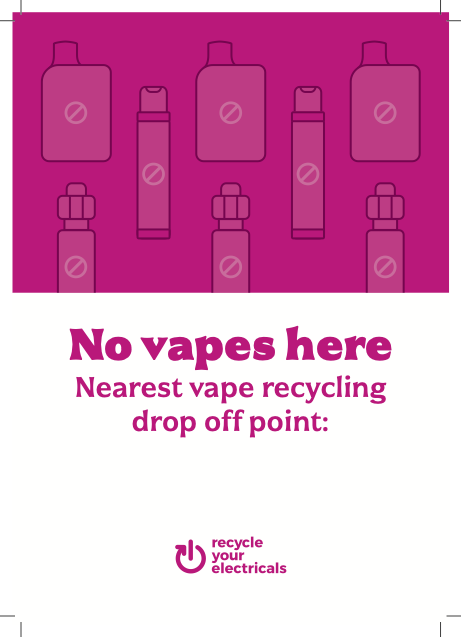 No vapes here
Nearest vape recycling
drop off point:
recycle
your
electricals